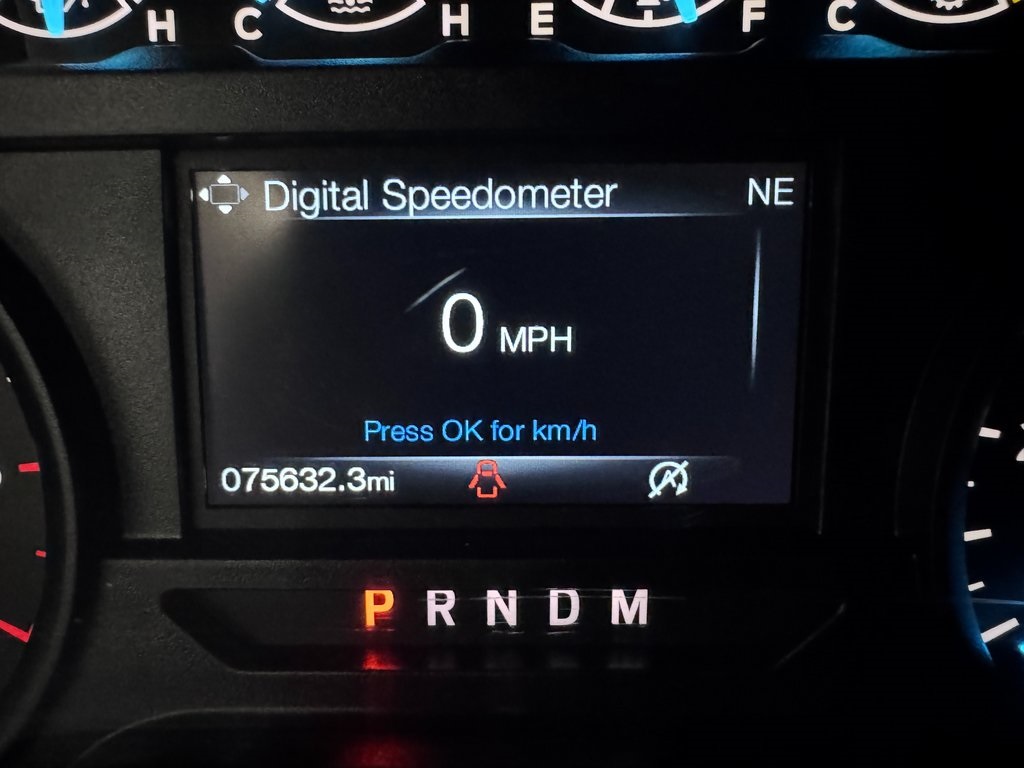 H C H E F C
Digital Speedometer NE
0 MPH
Press OK for km/h
075632.3mi A
P R N D M